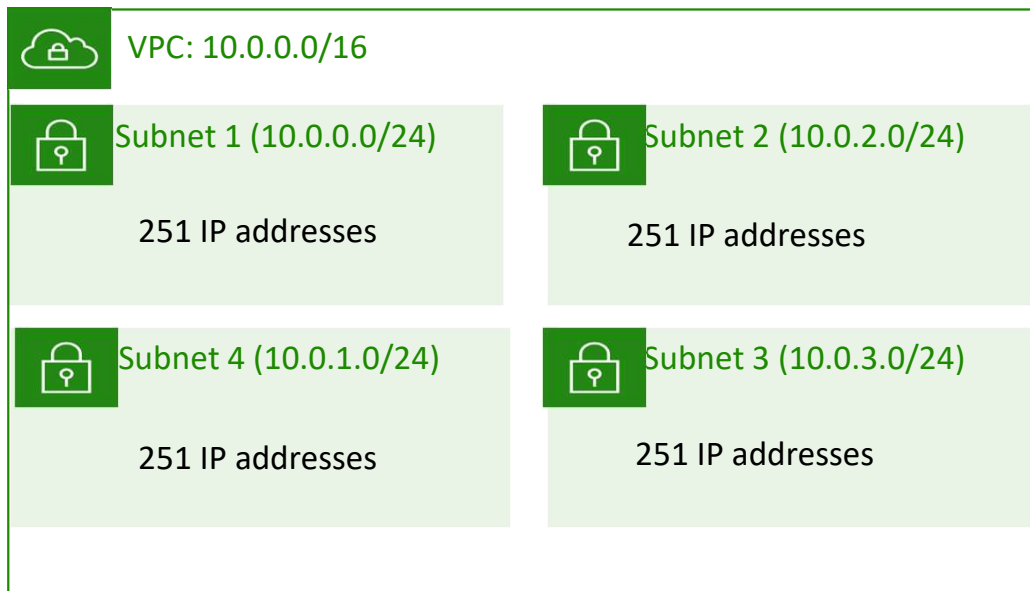 VPC: 10.0.0.0/16
Subnet 1 (10.0.0.0/24)
251 IP addresses
Subnet 2 (10.0.2.0/24)
251 IP addresses
Subnet 4 (10.0.1.0/24)
251 IP addresses
Subnet 3 (10.0.3.0/24)
251 IP addresses